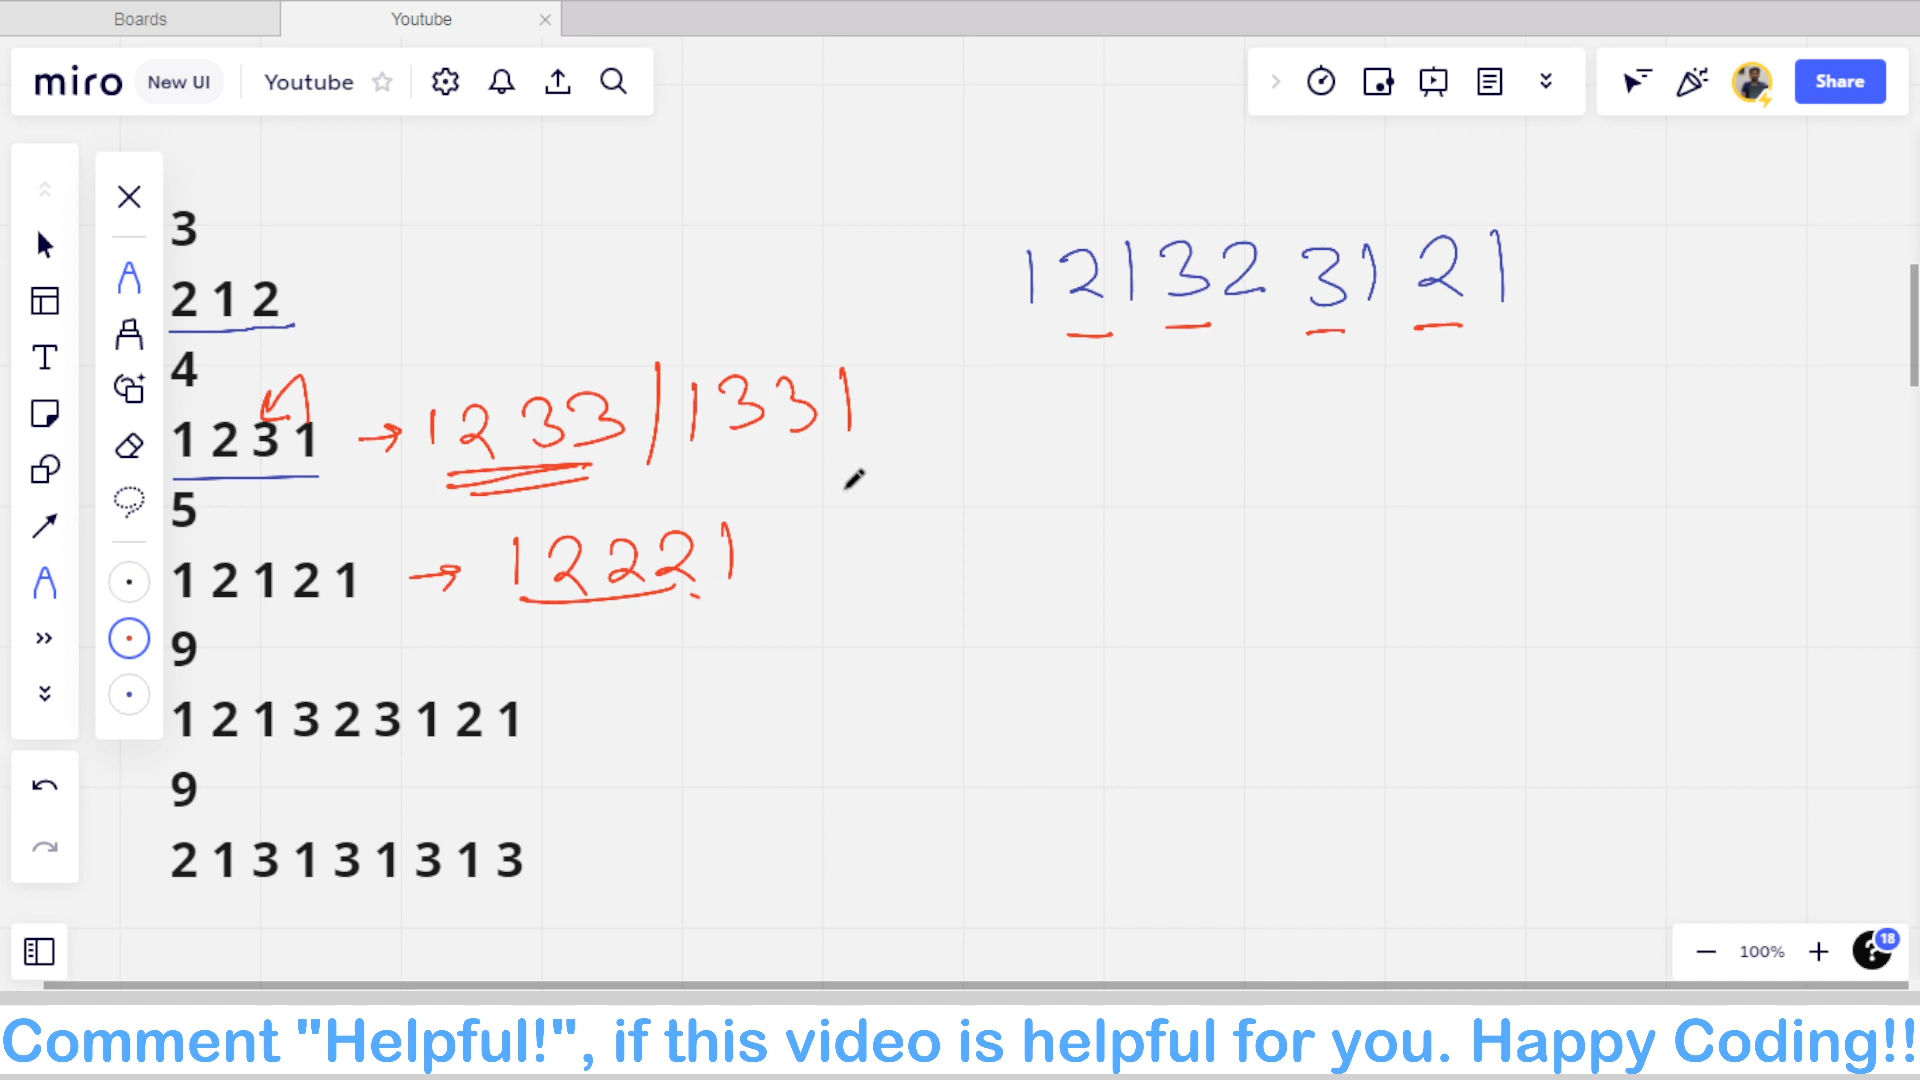 Boards Youtube
miro New UI Youtube Share
3
2 1 2
1 2 1 3 2 3 1 2 1
4
1 2 3 1 → 1 2 3 3 | 1 3 3 1
5
1 2 1 2 1 → 1 2 2 2 1
9
1 2 1 3 2 3 1 2 1
9
2 1 3 1 3 1 3 1 3
100% 18
Comment "Helpful!", if this video is helpful for you. Happy Coding!!